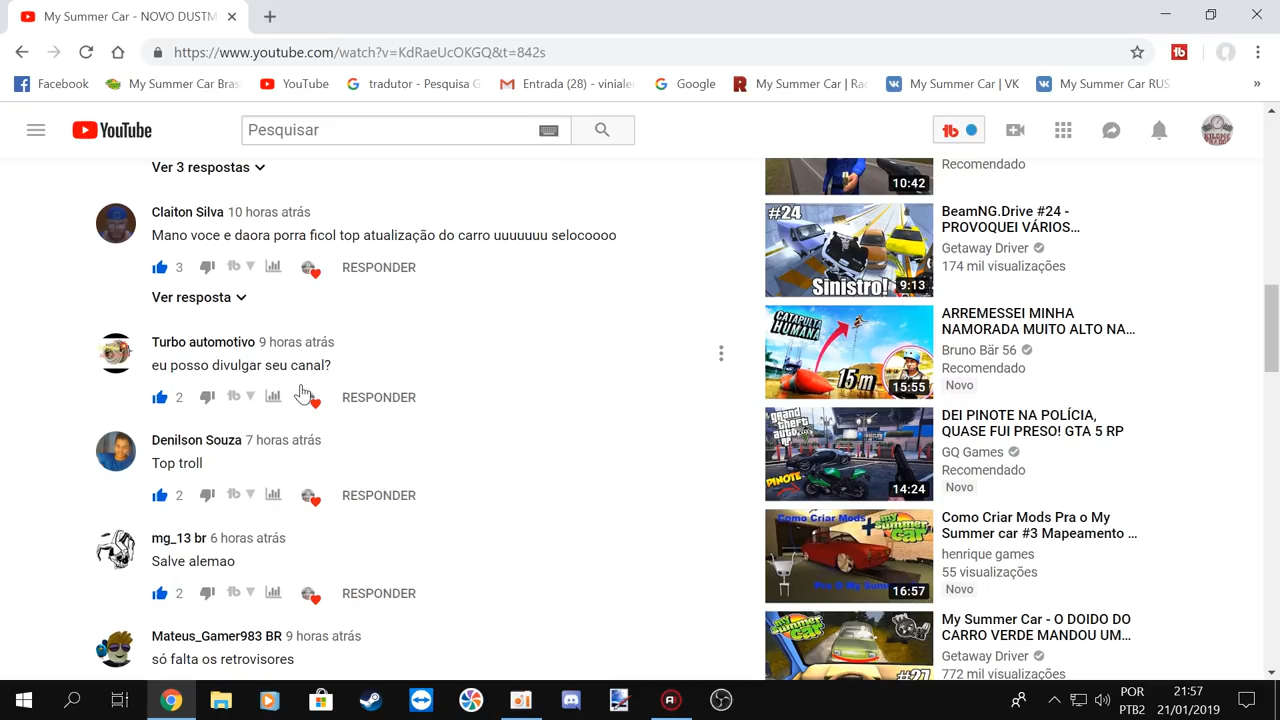 My Summer Car - NOVO DUSTM
https://www.youtube.com/watch?v=KdRaeUcOKGQ&t=842s
Facebook
My Summer Car Bras
YouTube
tradutor - Pesquisa G
Entrada (28) - vinialer
Google
My Summer Car | Rac
My Summer Car | VK
My Summer Car RUS
»
YouTube
Pesquisar
Ver 3 respostas
Claiton Silva 10 horas atrás
Mano voce e daora porra ficol top atualização do carro uuuuuuu selocoooo
3 RESPONDER
Ver resposta
Turbo automotivo 9 horas atrás
eu posso divulgar seu canal?
2 RESPONDER
Denilson Souza 7 horas atrás
Top troll
2 RESPONDER
mg_13 br 6 horas atrás
Salve alemao
2 RESPONDER
Mateus_Gamer983 BR 9 horas atrás
só falta os retrovisores
10:42
Recomendado
#24
Sinistro!
9:13
BeamNG.Drive #24 -
PROVOQUEI VÁRIOS...
Getaway Driver
174 mil visualizações
CATAPULTA
HUMANA
15m
15:55
ARREMESSEI MINHA
NAMORADA MUITO ALTO NA...
Bruno Bär 56
Recomendado
Novo
grand
theft
auto
RP
PINOTE
14:24
DEI PINOTE NA POLÍCIA,
QUASE FUI PRESO! GTA 5 RP
GQ Games
Recomendado
Novo
Como Criar Mods
my
summer
car
16:57
Como Criar Mods Pra o My
Summer car #3 Mapeamento ...
henrique games
55 visualizações
Novo
my
summer
car
#27
My Summer Car - O DOIDO DO
CARRO VERDE MANDOU UM...
Getaway Driver
772 mil visualizações
POR
PTB2
21:57
21/01/2019